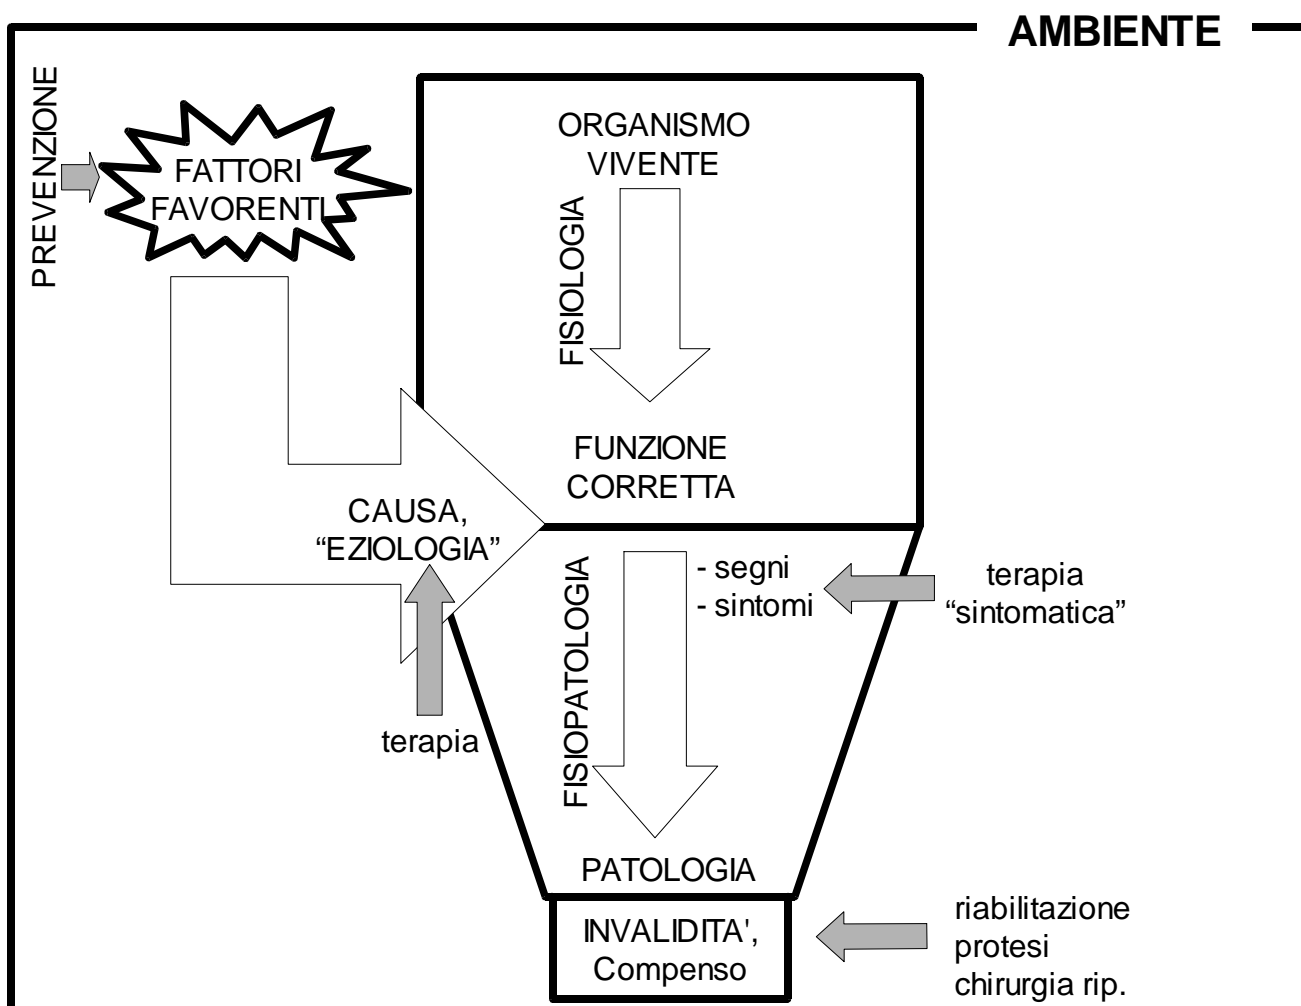 AMBIENTE
PREVENZIONE
FATTORI
FAVORENTI
ORGANISMO
VIVENTE
FISIOLOGIA
FUNZIONE
CORRETTA
CAUSA,
“EZIOLOGIA”
terapia
FISIOPATOLOGIA
- segni
- sintomi
terapia
“sintomatica”
PATOLOGIA
INVALIDITA',
Compenso
riabilitazione
protesi
chirurgia rip.